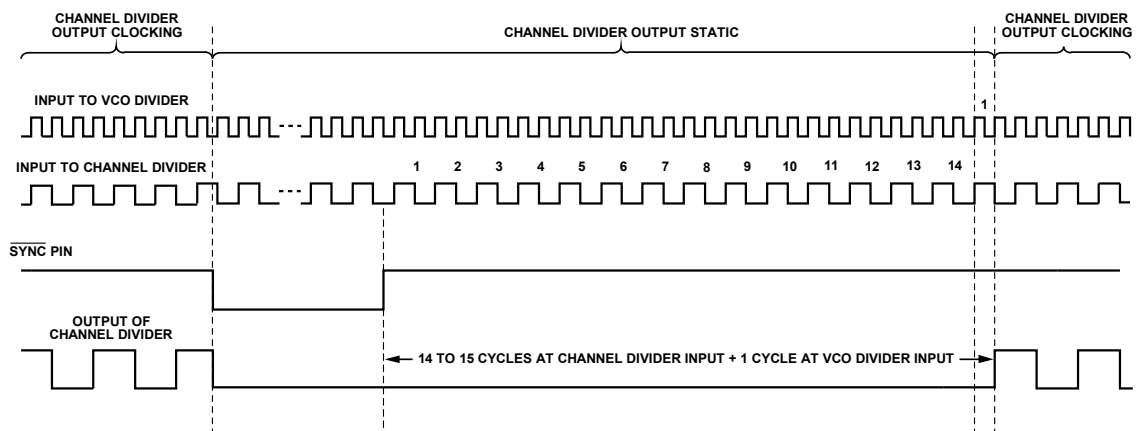 CHANNEL DIVIDER
OUTPUT CLOCKING
CHANNEL DIVIDER OUTPUT STATIC
CHANNEL DIVIDER
OUTPUT CLOCKING
INPUT TO VCO DIVIDER
1
INPUT TO CHANNEL DIVIDER
1 2 3 4 5 6 7 8 9 10 11 12 13 14
SYNC PIN
OUTPUT OF
CHANNEL DIVIDER
14 TO 15 CYCLES AT CHANNEL DIVIDER INPUT + 1 CYCLE AT VCO DIVIDER INPUT